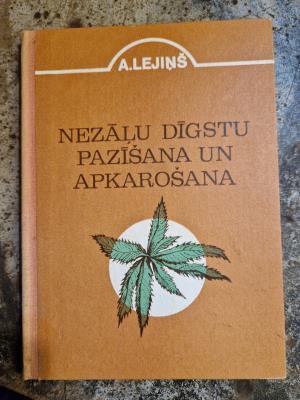 A.LEJIŅŠ
NEZĀĻU DĪGSTU
PAZĪŠANA UN
APKAROŠANA